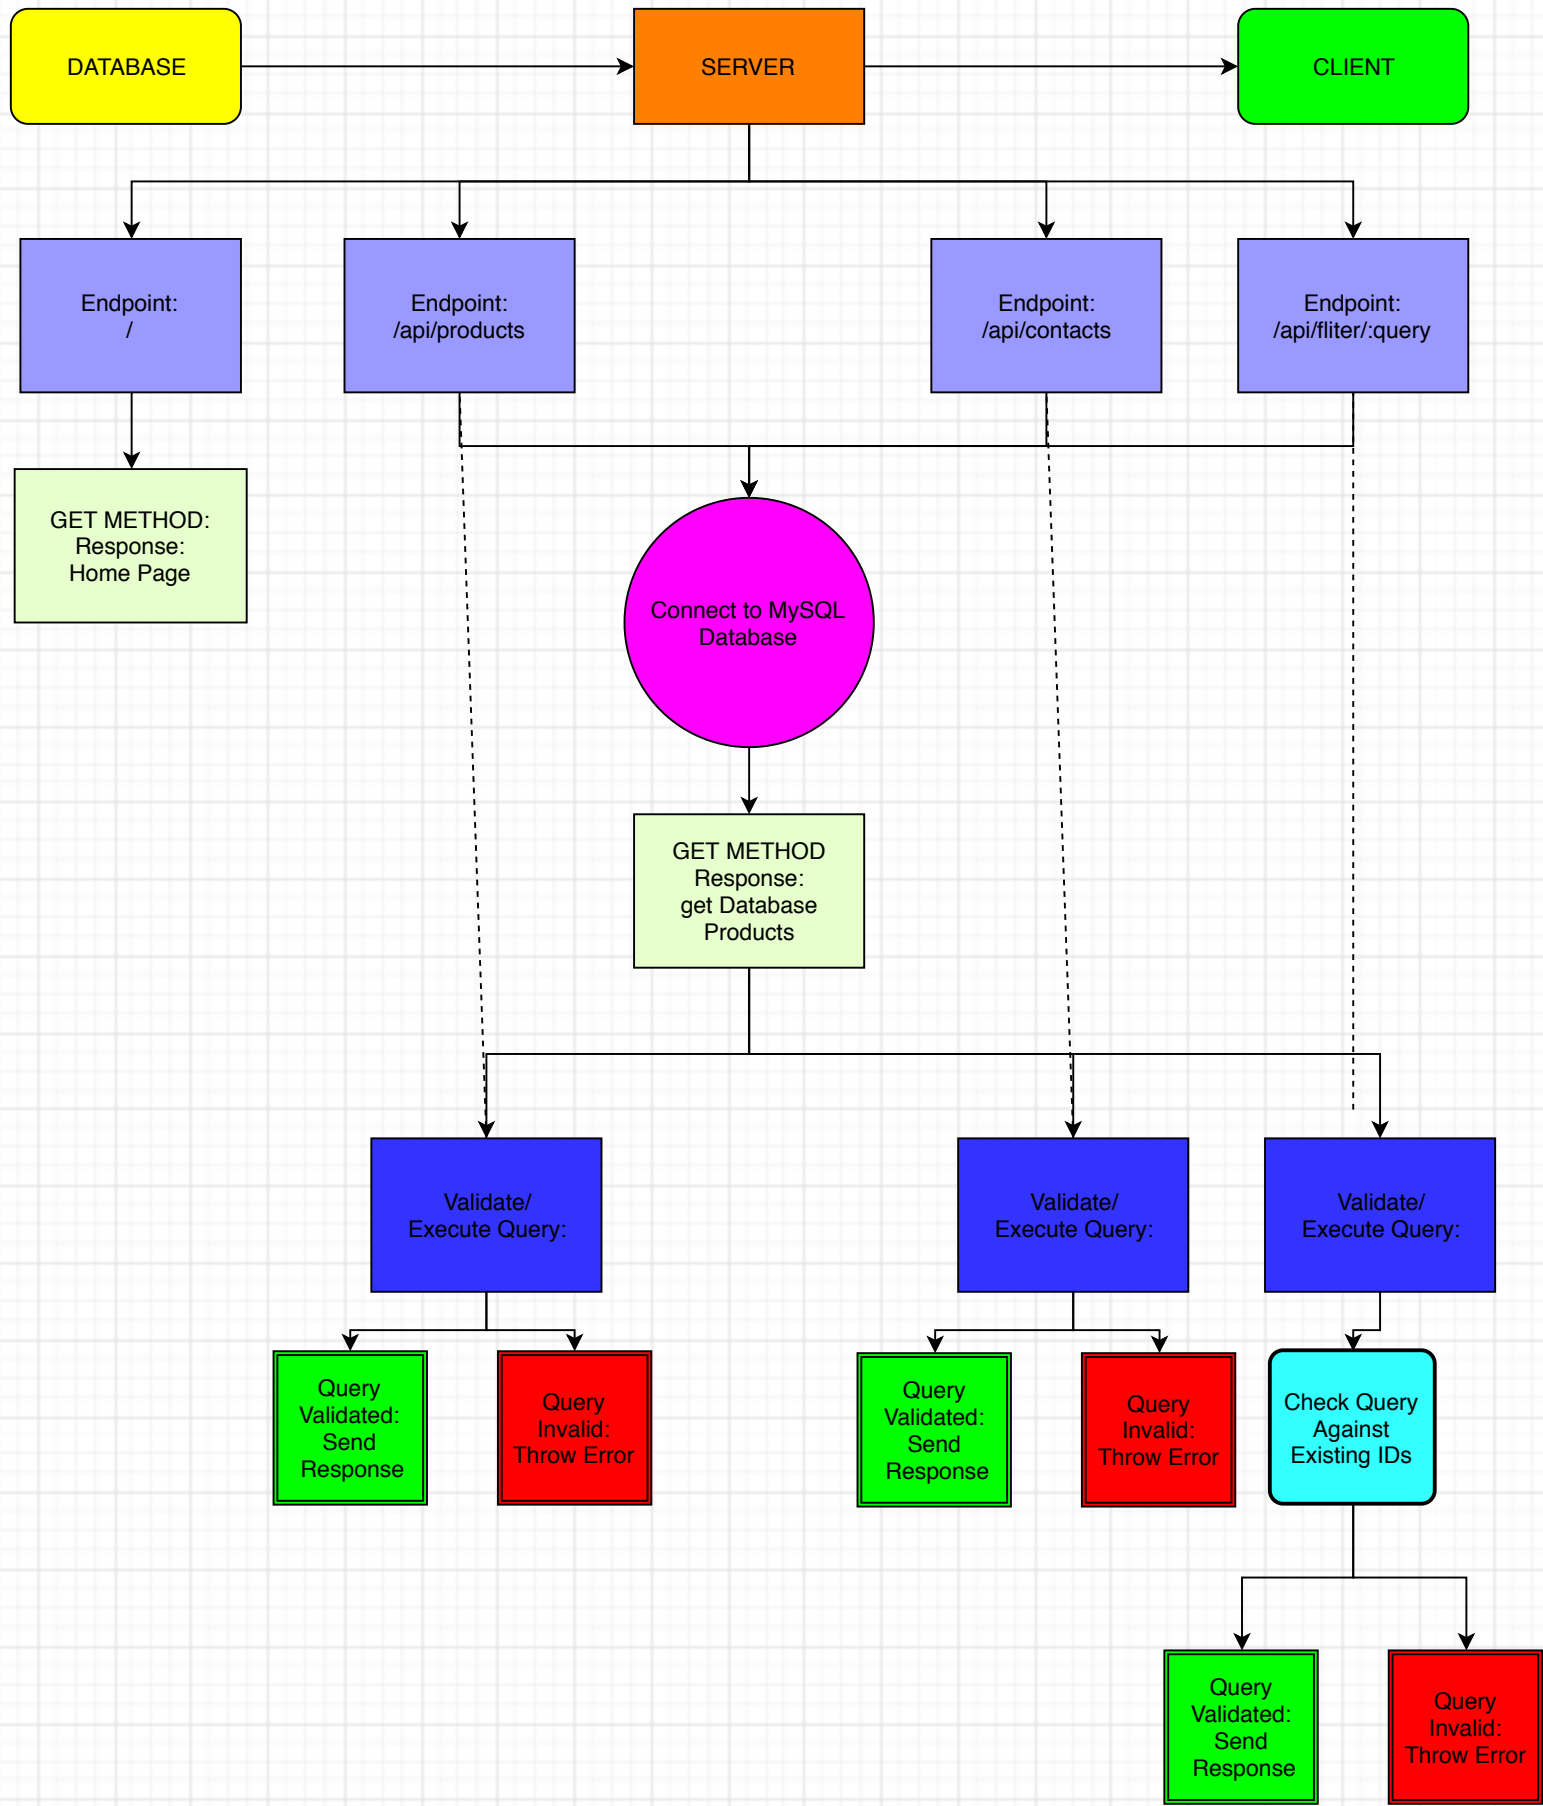 DATABASE
SERVER
CLIENT
Endpoint:
/
Endpoint:
/api/products
Endpoint:
/api/contacts
Endpoint:
/api/fliter/:query
GET METHOD:
Response:
Home Page
Connect to MySQL
Database
GET METHOD
Response:
get Database
Products
Validate/
Execute Query:
Validate/
Execute Query:
Validate/
Execute Query:
Query
Validated:
Send
Response
Query
Invalid:
Throw Error
Query
Validated:
Send
Response
Query
Invalid:
Throw Error
Check Query
Against
Existing IDs
Query
Validated:
Send
Response
Query
Invalid:
Throw Error